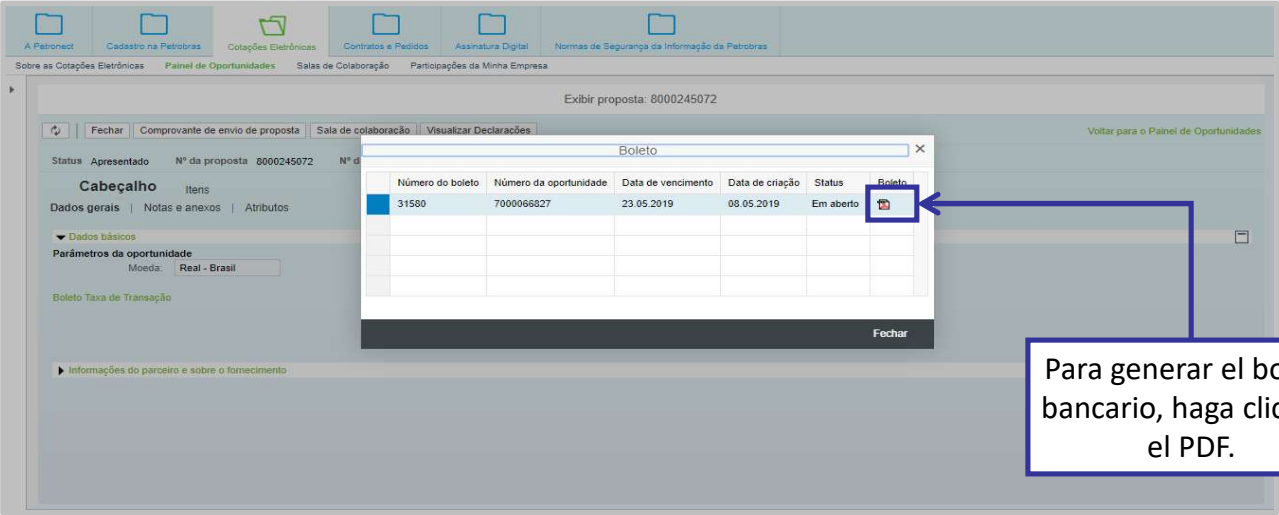 A Petronect Cadastro na Petrobras Cotações Eletrônicas Contratos e Pedidos Assinatura Digital Normas de Segurança da Informação da Petrobras
Sobre as Cotações Eletrônicas Painel de Oportunidades Salas de Colaboração Participações da Minha Empresa
Exibir proposta: 8000245072
Fechar Comprovante de envio de proposta Sala de colaboração Visualizar Declarações Voltar para o Painel de Oportunidades
Status Apresentado Nº da proposta 8000245072 Nº d
Boleto
Número do boleto Número da oportunidade Data de vencimento Data de criação Status Boleto
31580 7000066827 23.05.2019 08.05.2019 Em aberto
Fechar
Cabeçalho Itens
Dados gerais | Notas e anexos | Atributos
Dados básicos
Parâmetros da oportunidade
Moeda: Real - Brasil
Boleto Taxa de Transação
Informações do parceiro e sobre o fornecimento
Para generar el bo
bancario, haga clic
el PDF.